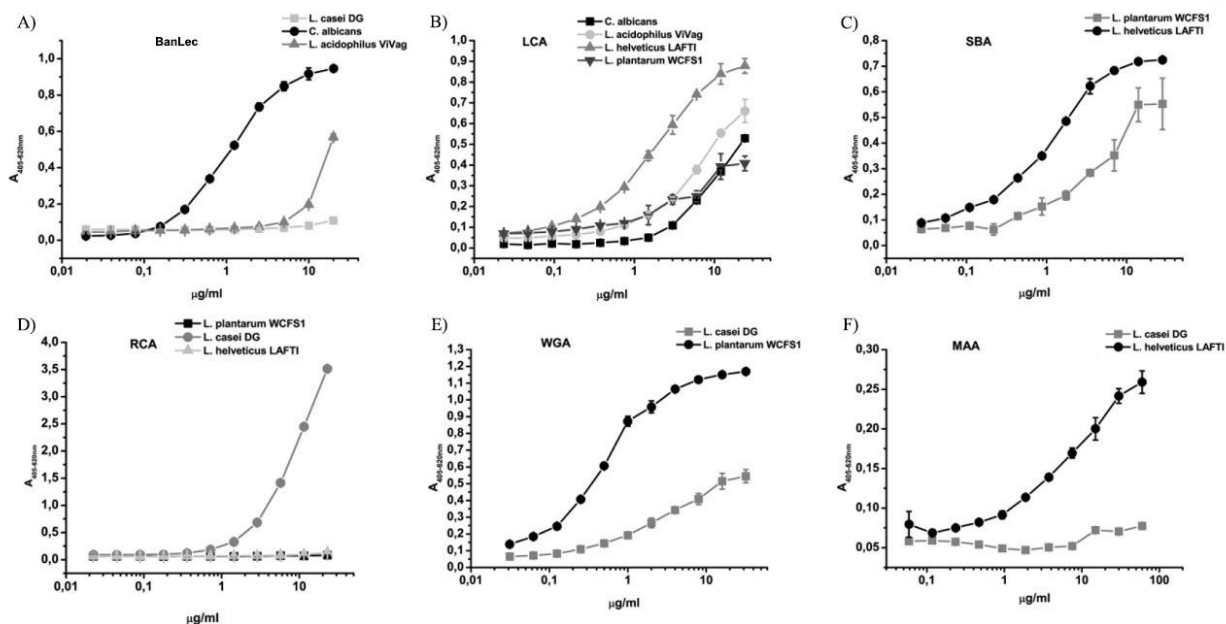 A)
BanLec
L. casei DG
C. albicans
L. acidophilus ViVag
1,0
0,8
0,6
0,4
0,2
0,0
A405-620nm
0,01 0,1 1 10
µg/ml
B)
LCA
C. albicans
L. acidophilus ViVag
L. helveticus LAFTI
L. plantarum WCFS1
1,0
0,9
0,8
0,7
0,6
0,5
0,4
0,3
0,2
0,1
0,0
A405-620nm
0,01 0,1 1 10
µg/ml
C)
SBA
L. plantarum WCFS1
L. helveticus LAFTI
0,8
0,7
0,6
0,5
0,4
0,3
0,2
0,1
0,0
A405-620nm
0,01 0,1 1 10
µg/ml
D)
RCA
L. plantarum WCFS1
L. casei DG
L. helveticus LAFTI
4,0
3,5
3,0
2,5
2,0
1,5
1,0
0,5
0,0
A405-620nm
0,01 0,1 1 10
µg/ml
E)
WGA
L. casei DG
L. plantarum WCFS1
1,3
1,2
1,1
1,0
0,9
0,8
0,7
0,6
0,5
0,4
0,3
0,2
0,1
0,0
A405-620nm
0,01 0,1 1 10
µg/ml
F)
MAA
L. casei DG
L. helveticus LAFTI
0,35
0,30
0,25
0,20
0,15
0,10
0,05
A405-620nm
0,1 1 10 100
µg/ml